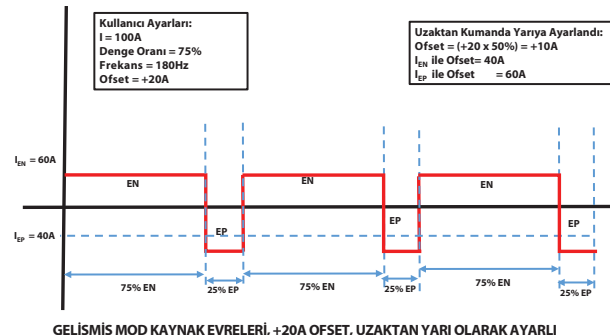 Kullanıcı Ayarları:
I = 100A
Denge Oranı = 75%
Frekans = 180Hz
Ofset = +20A
Uzaktan Kumanda Yarıya Ayarlandı:
Ofset = (+20 x 50%) = +10A
IEN ile Ofset= 40A
IEP ile Ofset = 60A
IEN = 60A
EN
EN
EN
EP
EP
EP
IEP = 40A
75% EN
25% EP
75% EN
25% EP
75% EN
25% EP
GELİŞMİŞ MOD KAYNAK EVRELERİ, +20A OFSET, UZAKTAN YARI OLARAK AYARLI